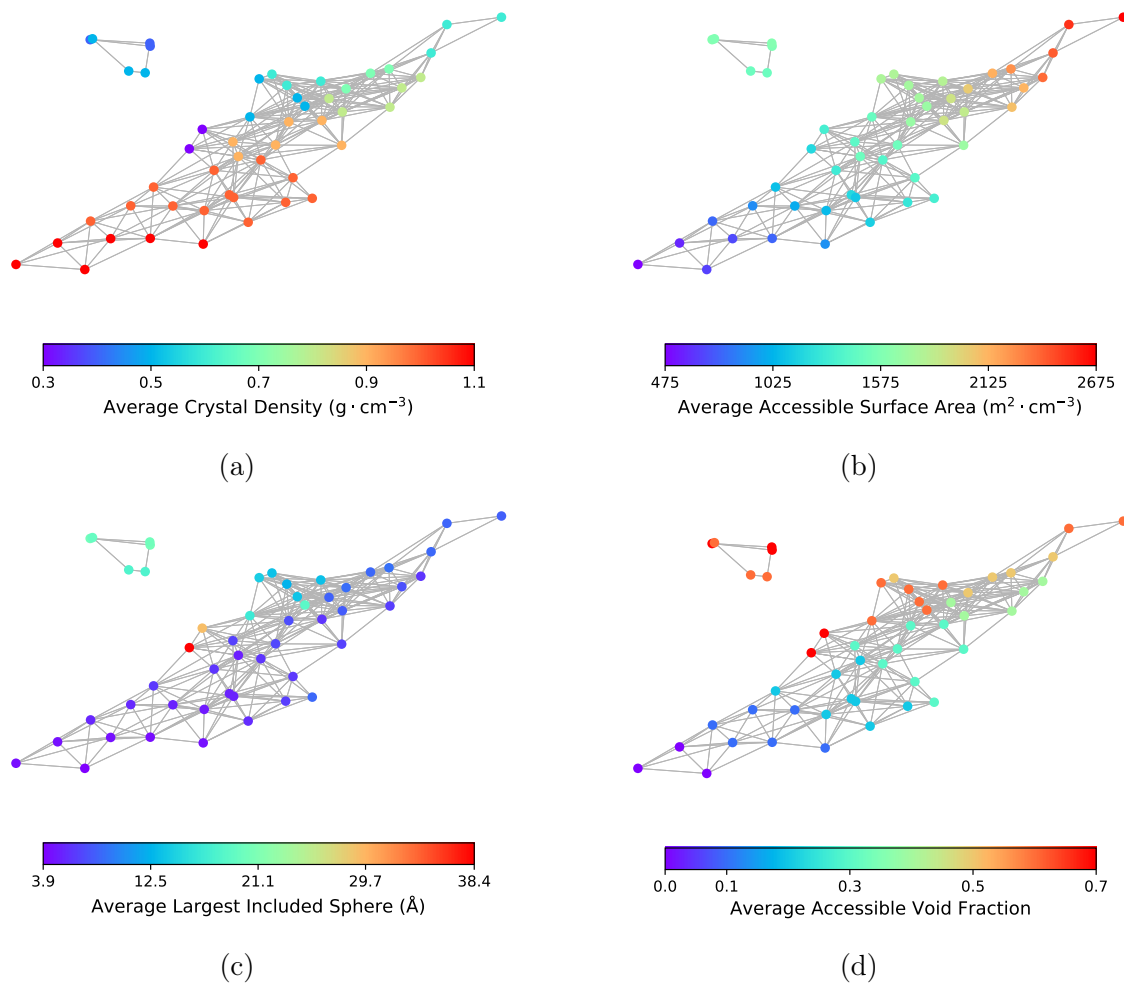 0.3 0.5 0.7 0.9 1.1
Average Crystal Density (g · cm⁻³)
(a)
475 1025 1575 2125 2675
Average Accessible Surface Area (m² · cm⁻³)
(b)
3.9 12.5 21.1 29.7 38.4
Average Largest Included Sphere (Å)
(c)
0.0 0.1 0.3 0.5 0.7
Average Accessible Void Fraction
(d)